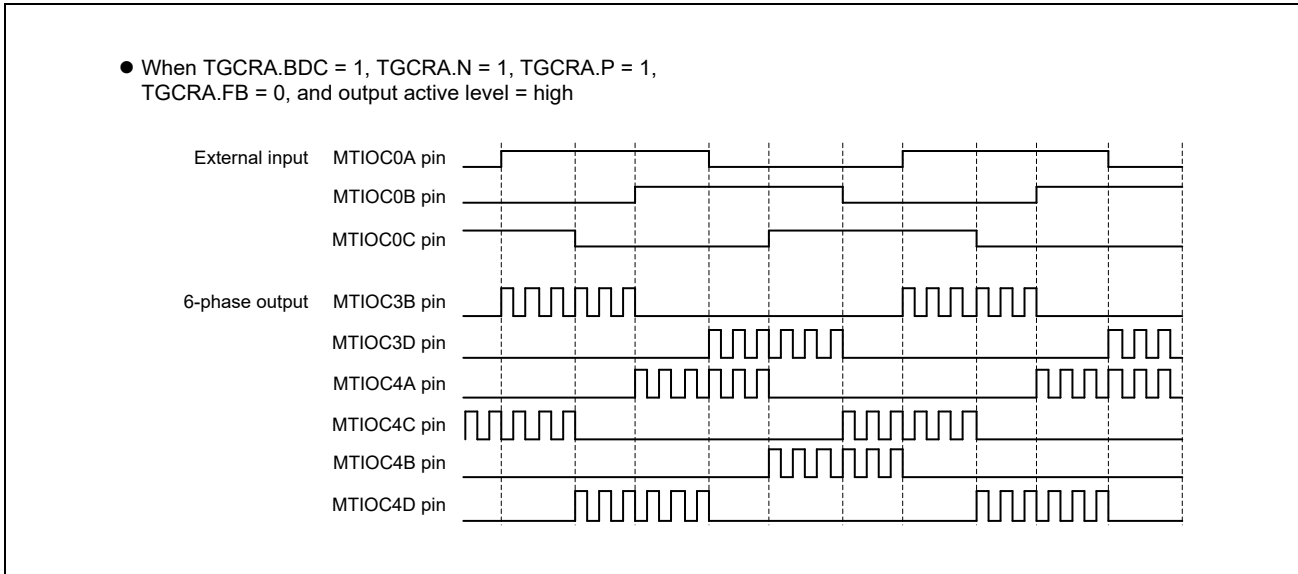 ● When TGCRA.BDC = 1, TGCRA.N = 1, TGCRA.P = 1,
TGCRA.FB = 0, and output active level = high
External input MTIOC0A pin
MTIOC0B pin
MTIOC0C pin
6-phase output MTIOC3B pin
MTIOC3D pin
MTIOC4A pin
MTIOC4C pin
MTIOC4B pin
MTIOC4D pin